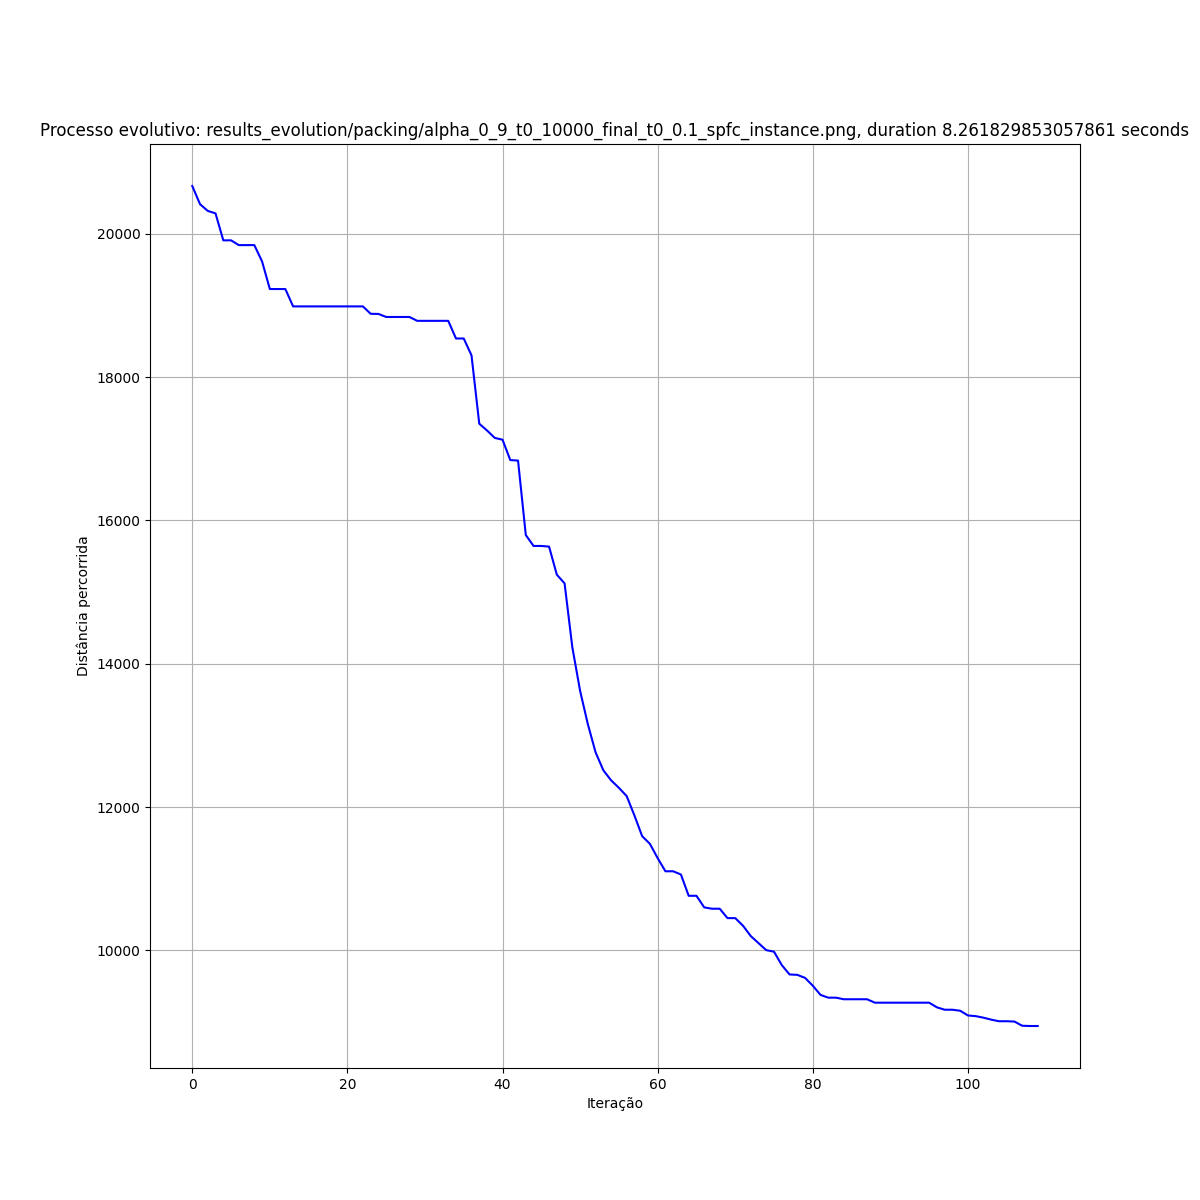 Processo evolutivo: results_evolution/packing/alpha_0_9_t0_10000_final_t0_0.1_spfc_instance.png, duration 8.261829853057861 seconds
Distância percorrida
20000
18000
16000
14000
12000
10000
0 20 40 60 80 100
Iteração